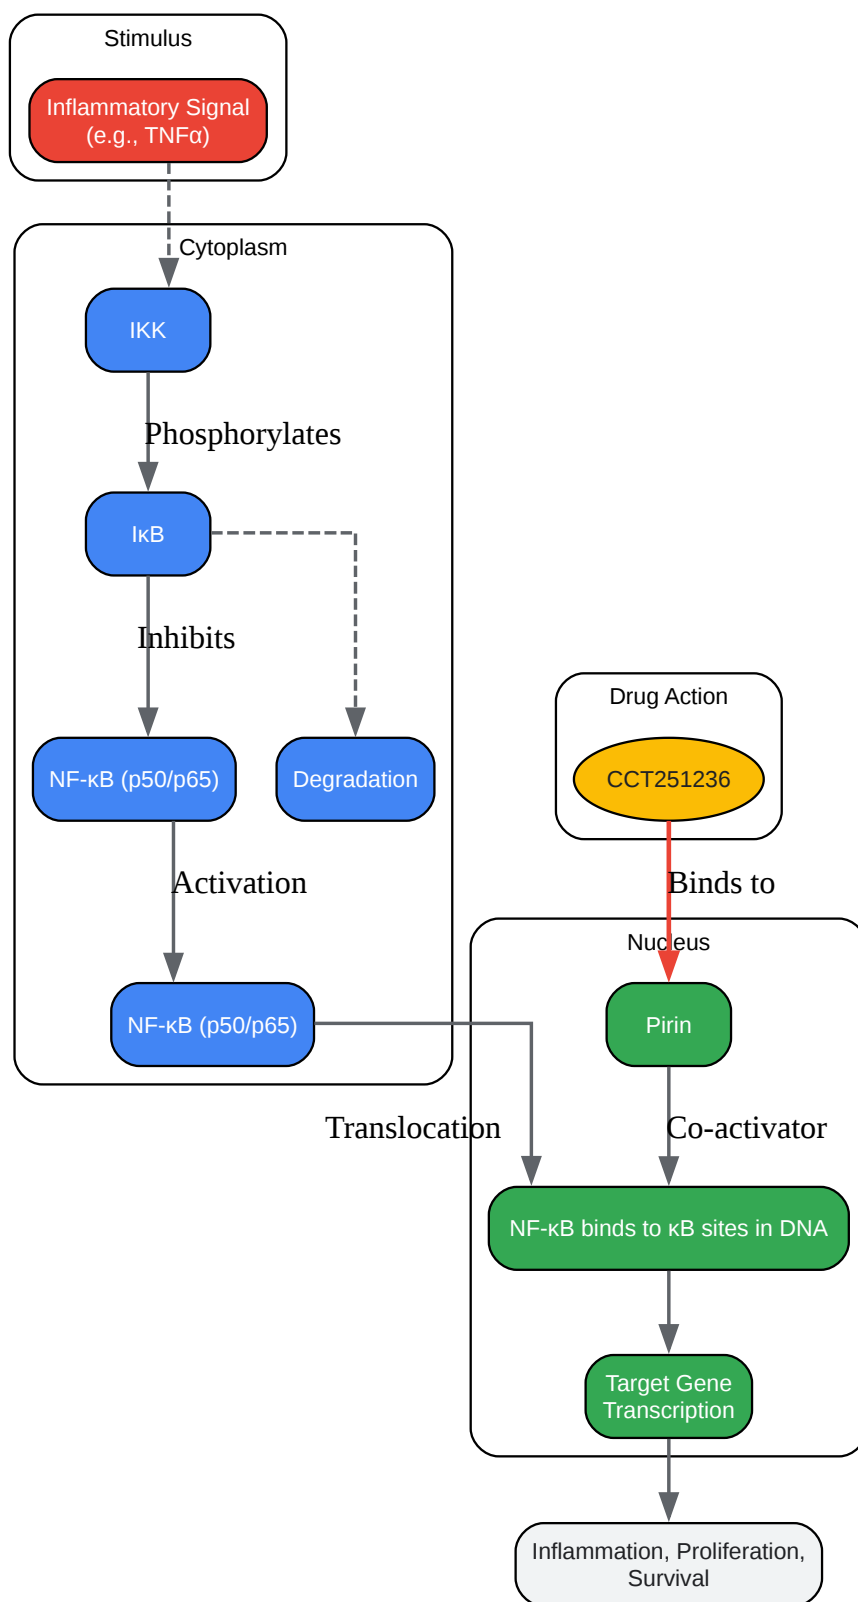 Stimulus
Inflammatory Signal
(e.g., TNFα)
Cytoplasm
IKK
Phosphorylates
IκB
Inhibits
Drug Action
NF-κB (p50/p65)
Degradation
CCT251236
Activation
Binds to
Nucleus
NF-κB (p50/p65)
Pirin
Translocation
Co-activator
NF-κB binds to κB sites in DNA
Target Gene
Transcription
Inflammation, Proliferation,
Survival